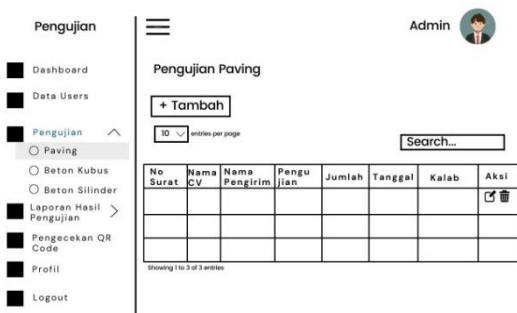 Pengujian
Admin
Dashboard
Data Users
Pengujian
Paving
Beton Kubus
Beton Silinder
Laporan Hasil
Pengujian
Pengecekan QR
Code
Profil
Logout
Pengujian Paving
+ Tambah
10 entries per page
Search...
No Surat Nama CV Nama Pengirim Pengu jian Jumlah Tanggal Kalab Aksi
Showing 1 to 3 of 3 entries